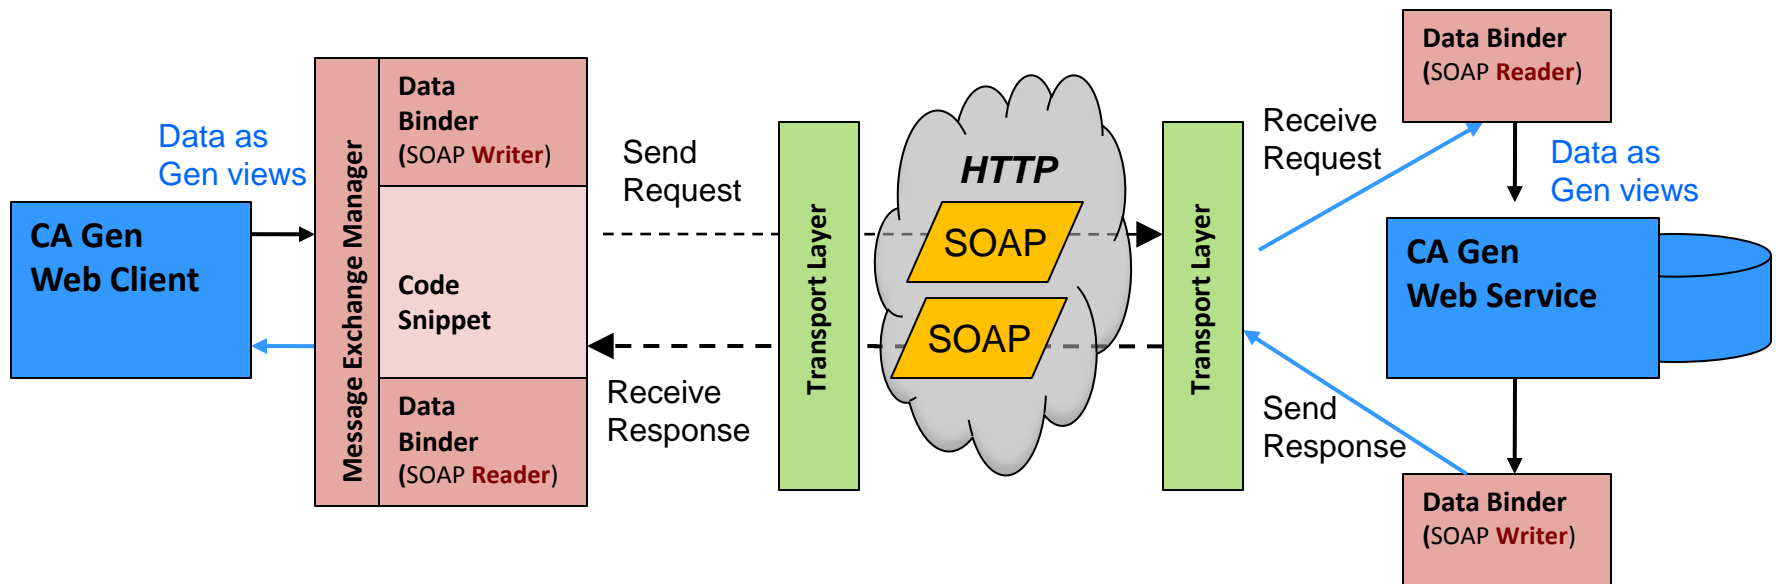 Data as
Gen views
CA Gen
Web Client
Message Exchange Manager
Data
Binder
(SOAP Writer)
Code
Snippet
Data
Binder
(SOAP Reader)
Send
Request
Receive
Response
Transport Layer
HTTP
SOAP
SOAP
Transport Layer
Receive
Request
Send
Response
Data Binder
(SOAP Reader)
Data as
Gen views
CA Gen
Web Service
Data Binder
(SOAP Writer)